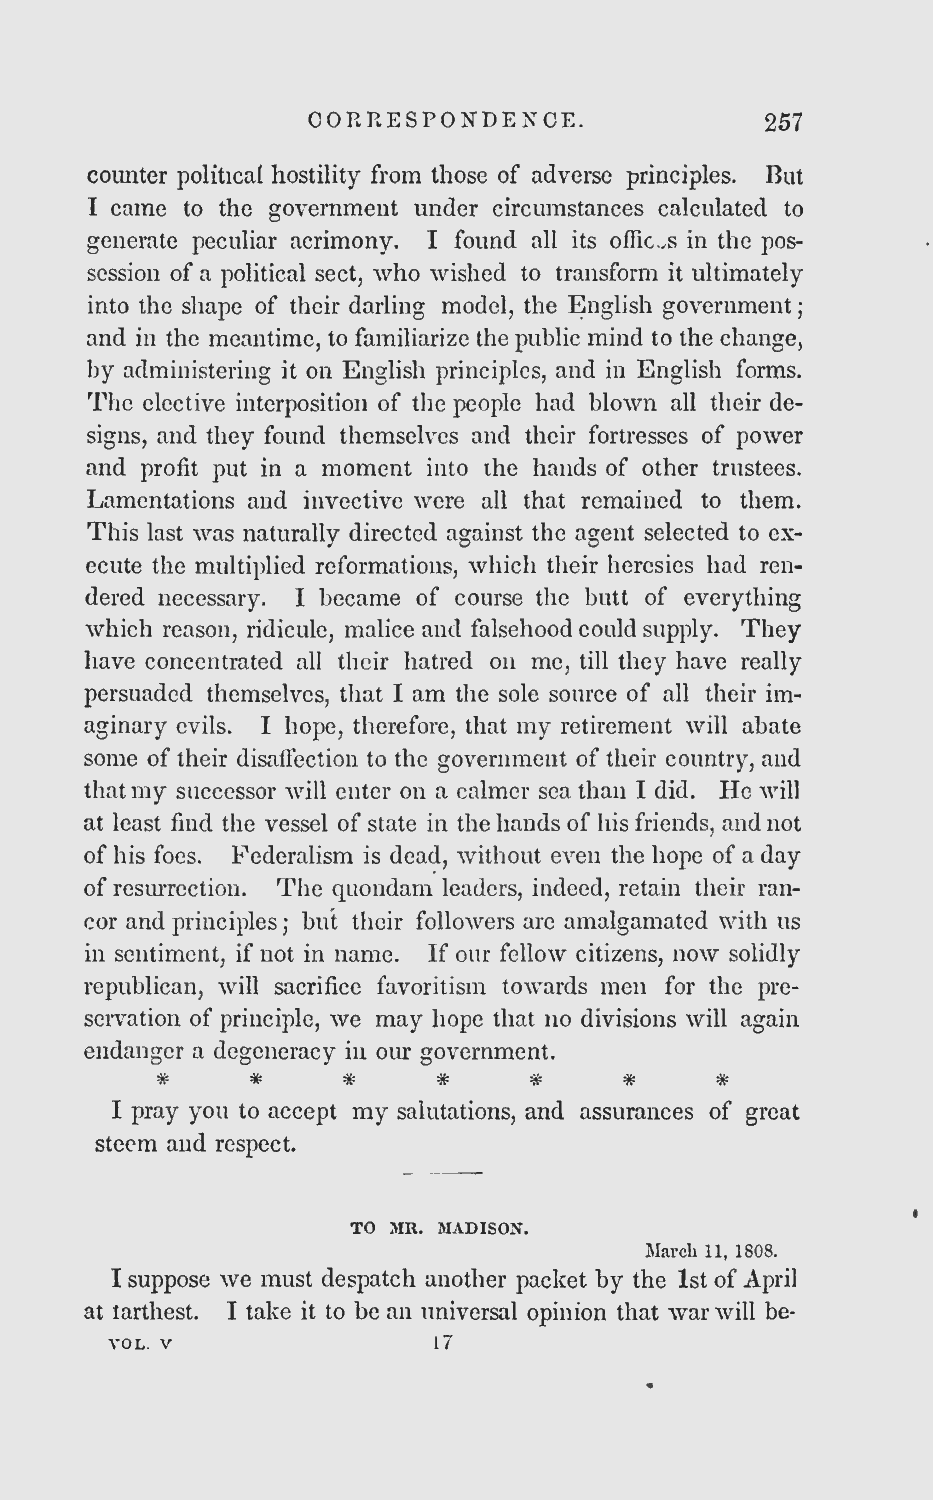 CORRESPONDENCE. 257
counter political hostility from those of adverse principles. But
I came to the government under circumstances calculated to
generate peculiar acrimony. I found all its offic..s in the pos-
session of a political sect, who wished to transform it ultimately
into the shape of their darling model, the English government;
and in the meantime, to familiarize the public mind to the change,
by administering it on English principles, and in English forms.
The elective interposition of the people had blown all their de-
signs, and they found themselves and their fortresses of power
and profit put in a moment into the hands of other trustees.
Lamentations and invective were all that remained to them.
This last was naturally directed against the agent selected to ex-
ecute the multiplied reformations, which their heresies had ren-
dered necessary. I became of course the butt of everything
which reason, ridicule, malice and falsehood could supply. They
have concentrated all their hatred on me, till they have really
persuaded themselves, that I am the sole source of all their im-
aginary evils. I hope, therefore, that my retirement will abate
some of their disaffection to the government of their country, and
that my successor will enter on a calmer sea than I did. He will
at least find the vessel of state in the hands of his friends, and not
of his foes. Federalism is dead, without even the hope of a day
of resurrection. The quondam leaders, indeed, retain their ran-
cor and principles; but their followers are amalgamated with us
in sentiment, if not in name. If our fellow citizens, now solidly
republican, will sacrifice favoritism towards men for the pre-
servation of principle, we may hope that no divisions will again
endanger a degeneracy in our government.
* * * * * * *
I pray you to accept my salutations, and assurances of great
steem and respect.
TO MR. MADISON.
March 11, 1808.
I suppose we must despatch another packet by the 1st of April
at farthest. I take it to be an universal opinion that war will be-
VOL. V 17